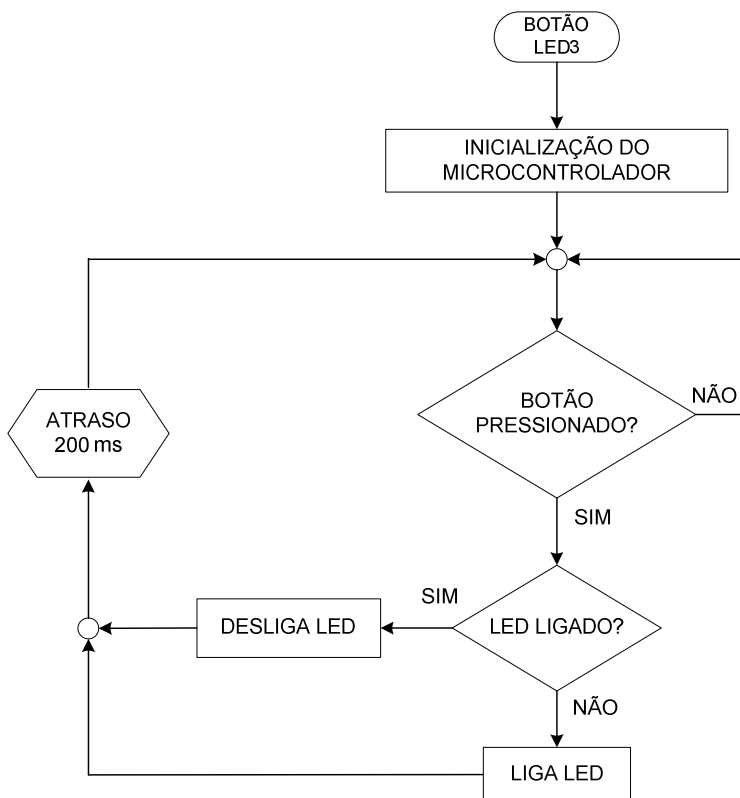 BOTÃO
LED3
INICIALIZAÇÃO DO
MICROCONTROLADOR
BOTÃO
PRESSIONADO?
NÃO
ATRASO
200 ms
SIM
SIM
LED LIGADO?
DESLIGA LED
NÃO
LIGA LED